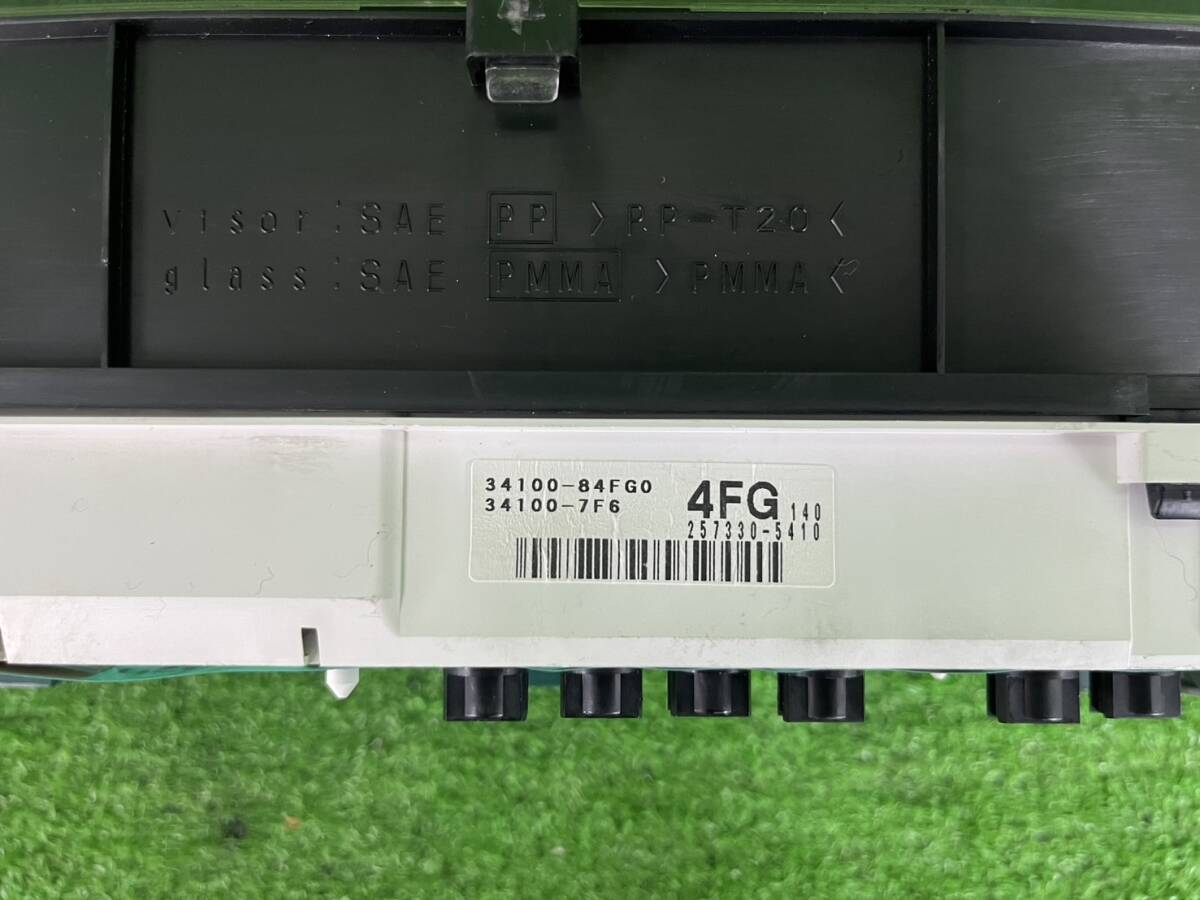 visor:SAE PP >PP-T20<
glass:SAE PMMA >PMMA<
34100-84FG0
34100-7F6
4FG 140
257330-5410